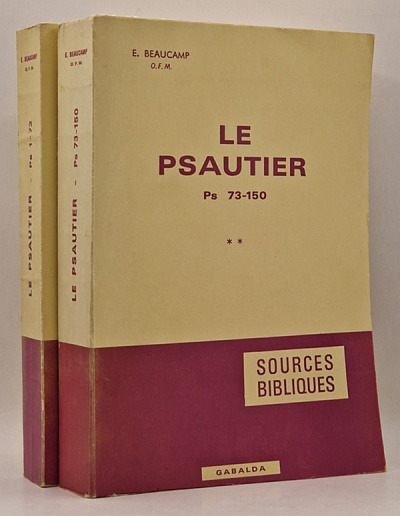 E. BEAUCAMP
O.F.M.
LE PSAUTIER - Ps 1-72
E. BEAUCAMP
O.F.M.
LE PSAUTIER - Ps 73-150
E. BEAUCAMP
O.F.M.
LE
PSAUTIER
Ps 73-150
* *
SOURCES
BIBLIQUES
GABALDA